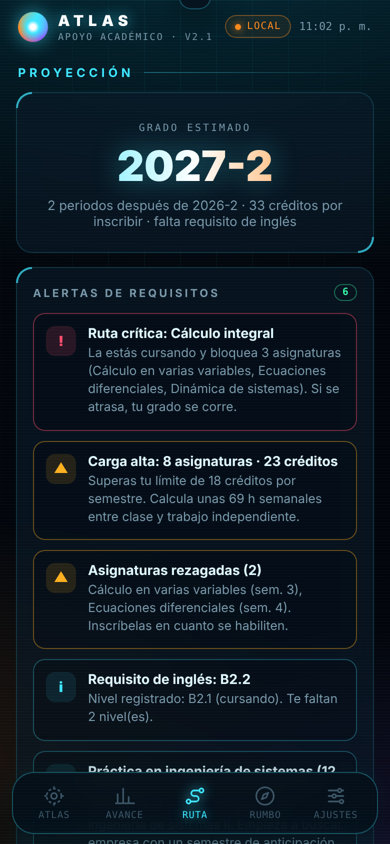 ATLAS
APOYO ACADÉMICO · V2.1
LOCAL
11:02 p. m.
PROYECCIÓN
GRADO ESTIMADO
2027-2
2 periodos después de 2026-2 · 33 créditos por
inscribir · falta requisito de inglés
ALERTAS DE REQUISITOS
6
!
Ruta crítica: Cálculo integral
La estás cursando y bloquea 3 asignaturas
(Cálculo en varias variables, Ecuaciones
diferenciales, Dinámica de sistemas). Si se
atrasa, tu grado se corre.
Carga alta: 8 asignaturas · 23 créditos
Superas tu límite de 18 créditos por
semestre. Calcula unas 69 h semanales
entre clase y trabajo independiente.
Asignaturas rezagadas (2)
Cálculo en varias variables (sem. 3),
Ecuaciones diferenciales (sem. 4).
Inscríbelas en cuanto se habiliten.
i
Requisito de inglés: B2.2
Nivel registrado: B2.1 (cursando). Te faltan
2 nivel(es).
Práctica en ingeniería de sistemas (12
ATLAS
AVANCE
RUTA
RUMBO
AJUSTES
empresa con un semestre de anticipación